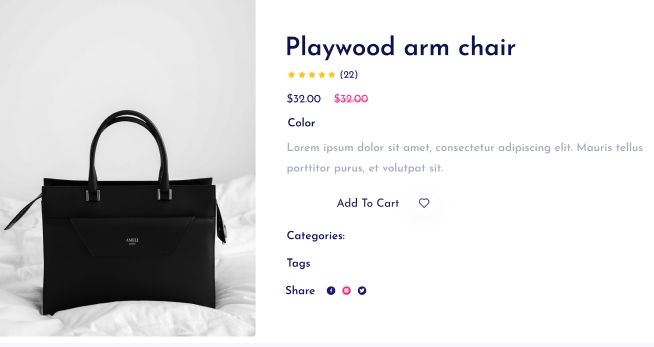 Playwood arm chair
(22)
$32.00 $32.00
Color
Lorem ipsum dolor sit amet, consectetur adipiscing elit. Mauris tellus
porttitor purus, et volutpat sit.
Add To Cart
Categories:
Tags
Share